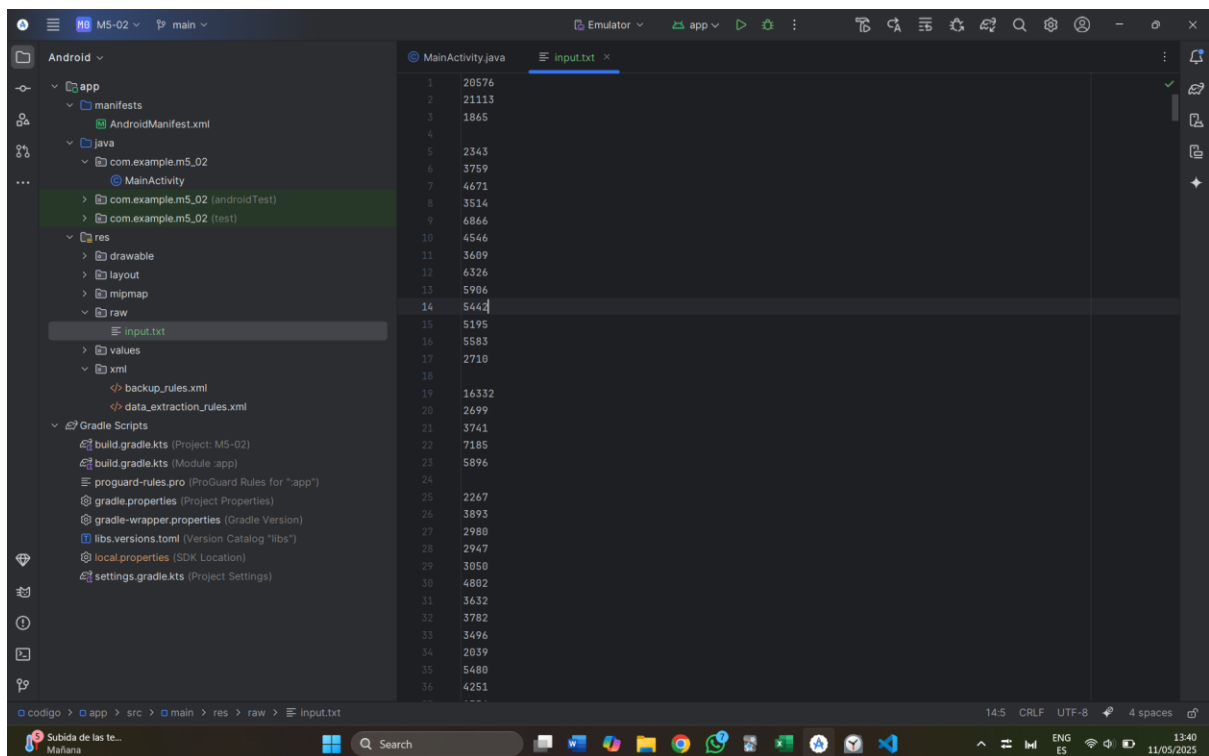 M0 M5-02 main Emulator app
Android
app
manifests
AndroidManifest.xml
java
com.example.m5_02
MainActivity
com.example.m5_02 (androidTest)
com.example.m5_02 (test)
res
drawable
layout
mipmap
raw
input.txt
values
xml
backup_rules.xml
data_extraction_rules.xml
Gradle Scripts
build.gradle.kts (Project: M5-02)
build.gradle.kts (Module :app)
proguard-rules.pro (ProGuard Rules for ":app")
gradle.properties (Project Properties)
gradle-wrapper.properties (Gradle Version)
libs.versions.toml (Version Catalog "libs")
local.properties (SDK Location)
settings.gradle.kts (Project Settings)
MainActivity.java input.txt
1 20576
2 21113
3 1865
4
5 2343
6 3759
7 4671
8 3514
9 6866
10 4546
11 3609
12 6326
13 5906
14 5442
15 5195
16 5583
17 2710
18
19 16332
20 2699
21 3741
22 7185
23 5896
24
25 2267
26 3893
27 2980
28 2947
29 3050
30 4802
31 3632
32 3782
33 3496
34 2039
35 5480
36 4251
codigo > app > src > main > res > raw > input.txt
14:5 CRLF UTF-8 4 spaces
5 Subida de las te...
Mañana
Search
ENG
ES
13:40
11/05/2025